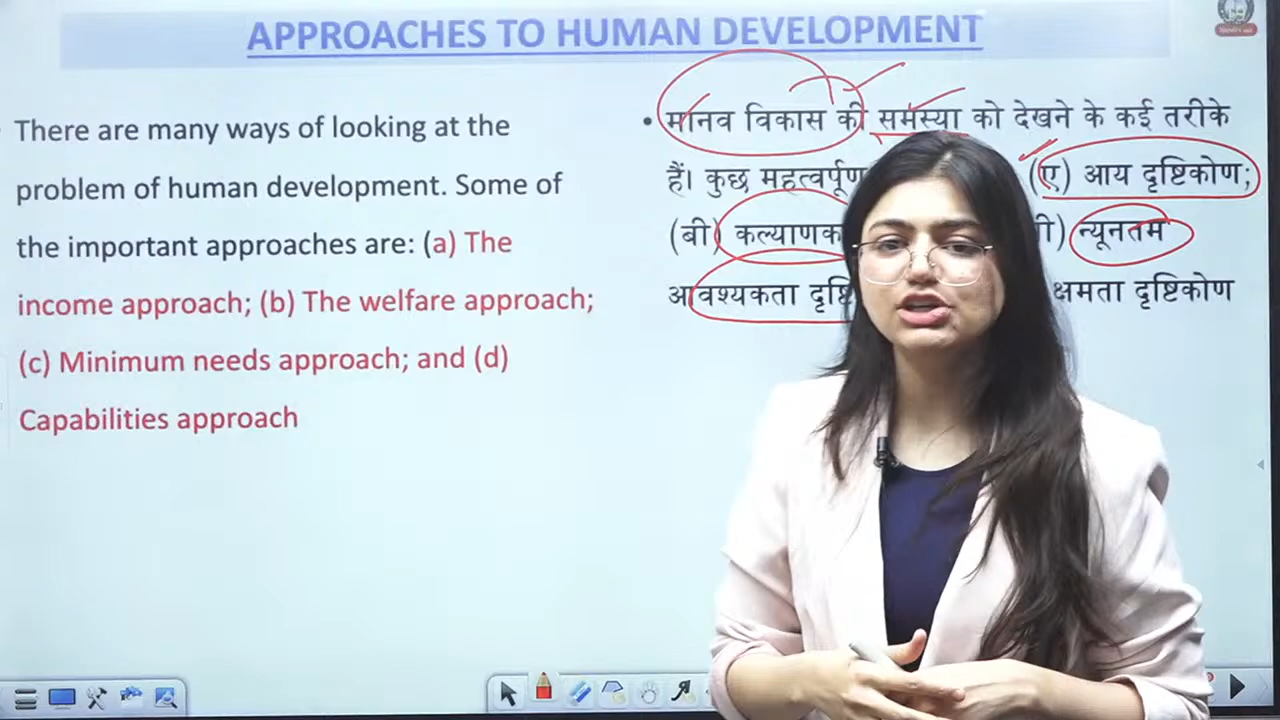 APPROACHES TO HUMAN DEVELOPMENT
There are many ways of looking at the
problem of human development. Some of
the important approaches are: (a) The
income approach; (b) The welfare approach;
(c) Minimum needs approach; and (d)
Capabilities approach
• मानव विकास की समस्या को देखने के कई तरीके
हैं। कुछ महत्वपूर्ण (ए) आय दृष्टिकोण;
(बी) न्यूनतम
आवश्यकता क्षमता दृष्टिकोण